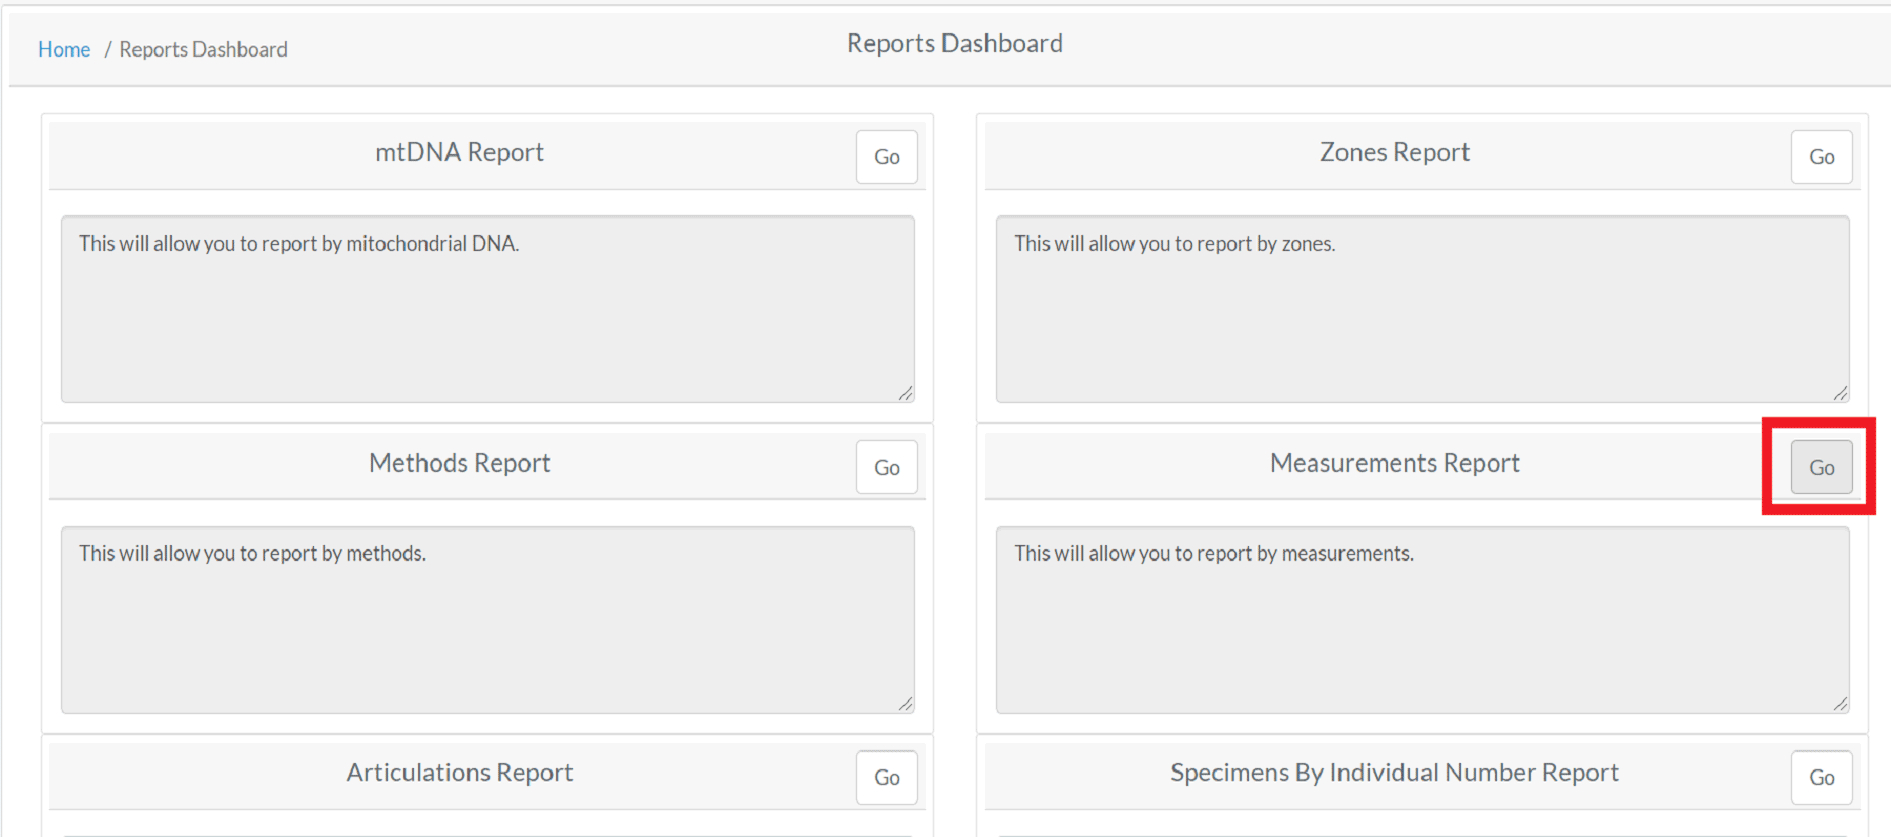 Home / Reports Dashboard
Reports Dashboard
mtDNA Report
Go
This will allow you to report by mitochondrial DNA.
Zones Report
Go
This will allow you to report by zones.
Methods Report
Go
This will allow you to report by methods.
Measurements Report
Go
This will allow you to report by measurements.
Articulations Report
Go
Specimens By Individual Number Report
Go